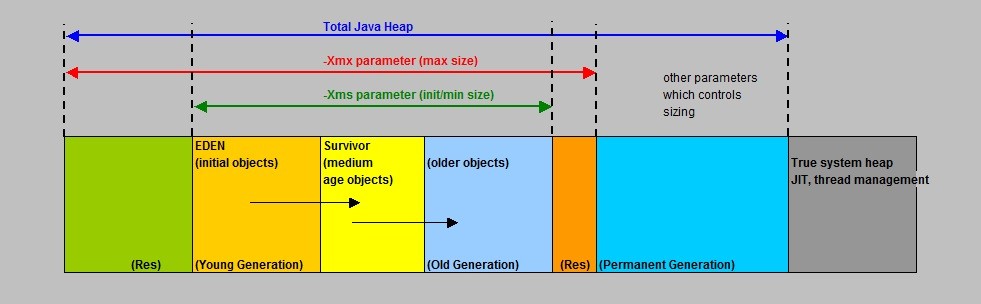 Total Java Heap
-Xmx parameter (max size)
-Xms parameter (init/min size)
other parameters
which controls
sizing
EDEN
(initial objects)
Survivor
(medium
age objects)
(older objects)
True system heap
JIT, thread management
(Res)
(Young Generation)
(Old Generation)
(Res)
(Permanent Generation)